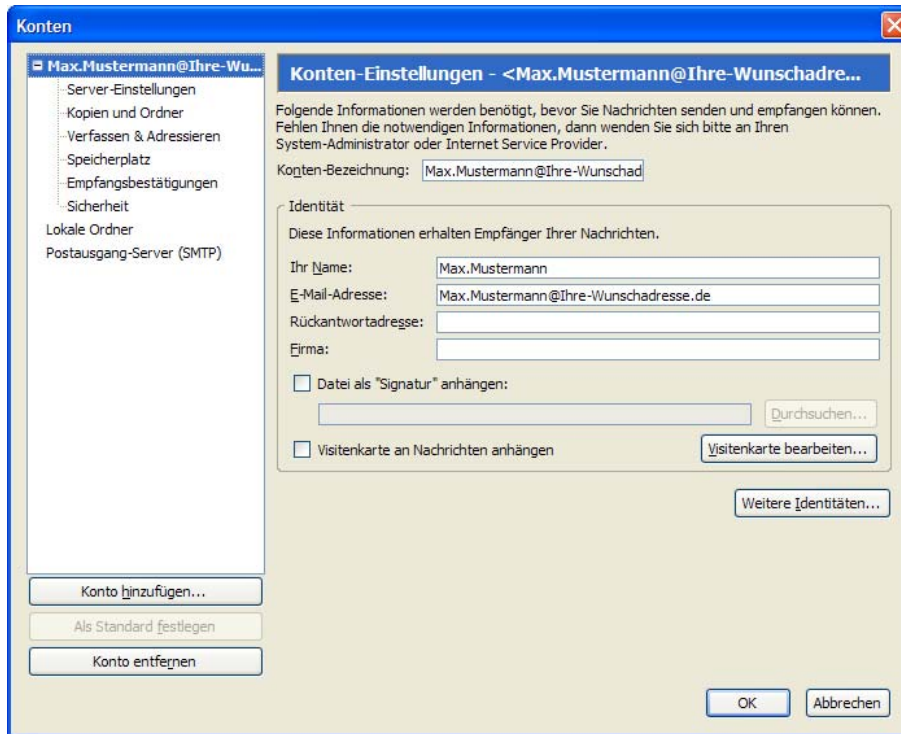 Konten
Max.Mustermann@Ihre-Wu...
Server-Einstellungen
Kopien und Ordner
Verfassen & Adressieren
Speicherplatz
Empfangsbestätigungen
Sicherheit
Lokale Ordner
Postausgang-Server (SMTP)
Konto hinzufügen...
Als Standard festlegen
Konto entfernen
Konten-Einstellungen - <Max.Mustermann@Ihre-Wunschadre...
Folgende Informationen werden benötigt, bevor Sie Nachrichten senden und empfangen können.
Fehlen Ihnen die notwendigen Informationen, dann wenden Sie sich bitte an Ihren
System-Administrator oder Internet Service Provider.
Konten-Bezeichnung: Max.Mustermann@Ihre-Wunschad
Identität
Diese Informationen erhalten Empfänger Ihrer Nachrichten.
Ihr Name: Max.Mustermann
E-Mail-Adresse: Max.Mustermann@Ihre-Wunschadresse.de
Rückantwortadresse:
Firma:
Datei als "Signatur" anhängen:
Durchsuchen...
Visitenkarte an Nachrichten anhängen Visitenkarte bearbeiten...
Weitere Identitäten...
OK Abbrechen